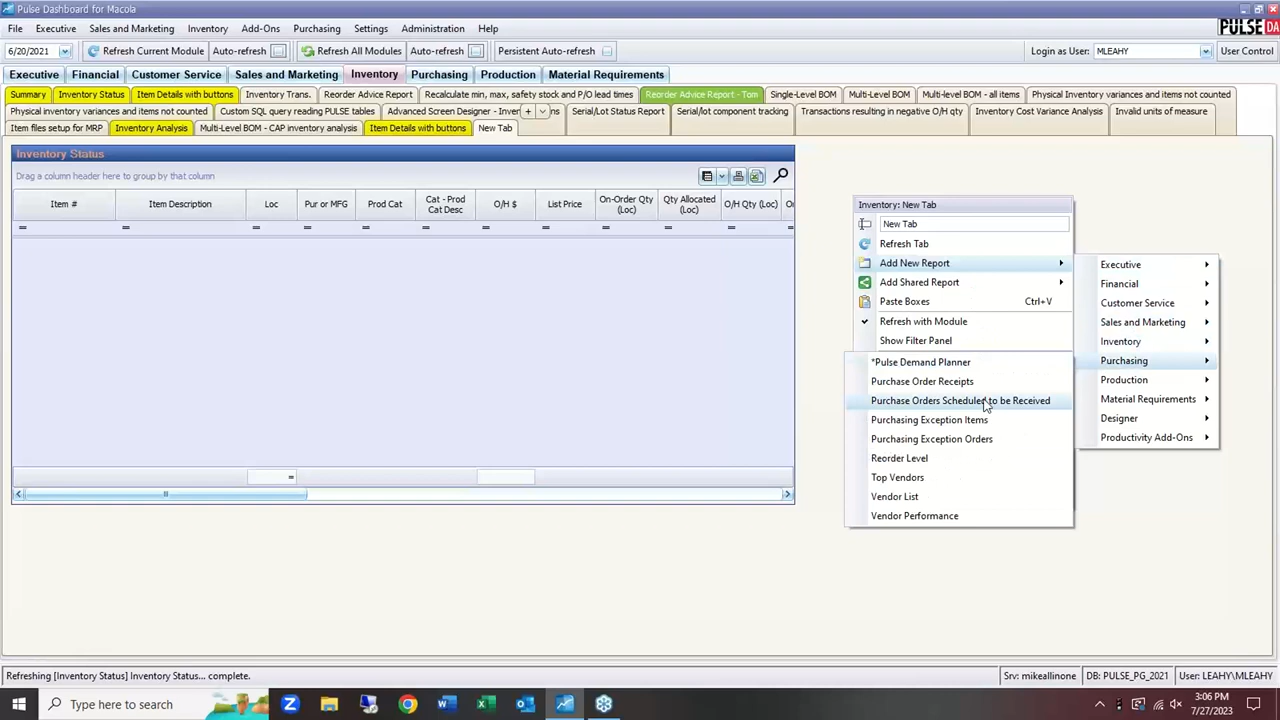 Pulse Dashboard for Macola
File Executive Sales and Marketing Inventory Add-Ons Purchasing Settings Administration Help
PULSE DA
6/20/2021 Refresh Current Module Auto-refresh Refresh All Modules Auto-refresh Persistent Auto-refresh Login as User: MLEAHY User Control
Executive Financial Customer Service Sales and Marketing Inventory Purchasing Production Material Requirements
Summary Inventory Status Item Details with buttons Inventory Trans. Reorder Advice Report Recalculate min, max, safety stock and P/O lead times Reorder Advice Report - Tom Single-Level BOM Multi-Level BOM Multi-level BOM - all items Physical Inventory variances and items not counted
Physical inventory variances and items not counted Custom SQL query reading PULSE tables Advanced Screen Designer - Inver ns Serial/Lot Status Report Serial/lot component tracking Transactions resulting in negative O/H qty Inventory Cost Variance Analysis Invalid units of measure
Item files setup for MRP Inventory Analysis Multi-Level BOM - CAP inventory analysis Item Details with buttons New Tab
Inventory Status
Drag a column header here to group by that column
Item # Item Description Loc Pur or MFG Prod Cat Cat - Prod Cat Desc O/H $ List Price On-Order Qty (Loc) Qty Allocated (Loc) O/H Qty (Loc) On
= = = = = = = = = = =
=
Inventory: New Tab
New Tab
Refresh Tab
Add New Report
Add Shared Report
Paste Boxes Ctrl+V
Refresh with Module
Show Filter Panel
Executive
Financial
Customer Service
Sales and Marketing
Inventory
Purchasing
Production
Material Requirements
Designer
Productivity Add-Ons
*Pulse Demand Planner
Purchase Order Receipts
Purchase Orders Scheduled to be Received
Purchasing Exception Items
Purchasing Exception Orders
Reorder Level
Top Vendors
Vendor List
Vendor Performance
Refreshing [Inventory Status] Inventory Status... complete. Srv: mikeallinone DB: PULSE_PG_2021 User: LEAHY\MLEAHY
Type here to search
3:06 PM
7/27/2023